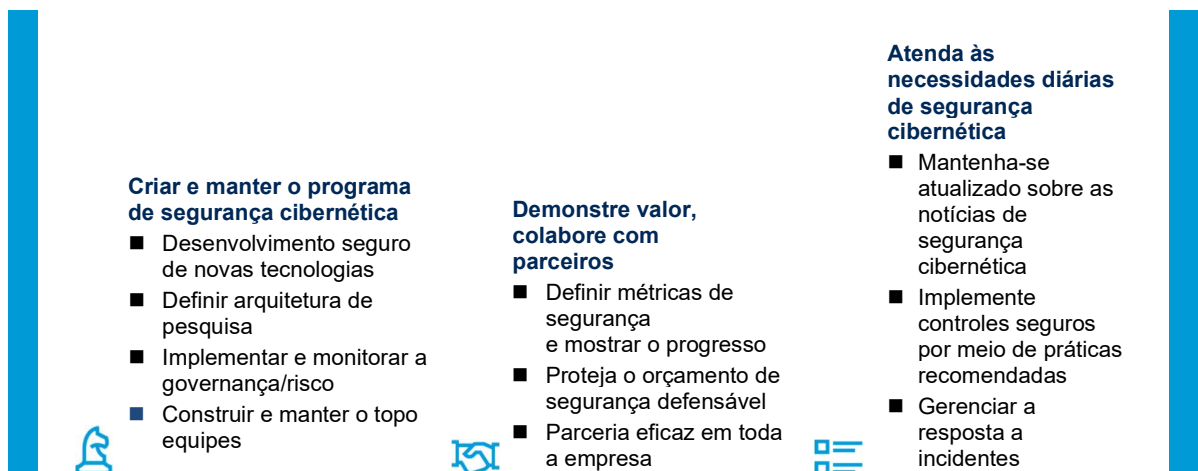 Criar e manter o programa
de segurança cibernética
■ Desenvolvimento seguro
de novas tecnologias
■ Definir arquitetura de
pesquisa
■ Implementar e monitorar a
governança/risco
■ Construir e manter o topo
equipes
Demonstre valor,
colabore com
parceiros
■ Definir métricas de
segurança
e mostrar o progresso
■ Proteja o orçamento de
segurança defensável
■ Parceria eficaz em toda
a empresa
Atenda às
necessidades diárias
de segurança
cibernética
■ Mantenha-se
atualizado sobre as
notícias de
segurança
cibernética
■ Implemente
controles seguros
por meio de práticas
recomendadas
■ Gerenciar a
resposta a
incidentes